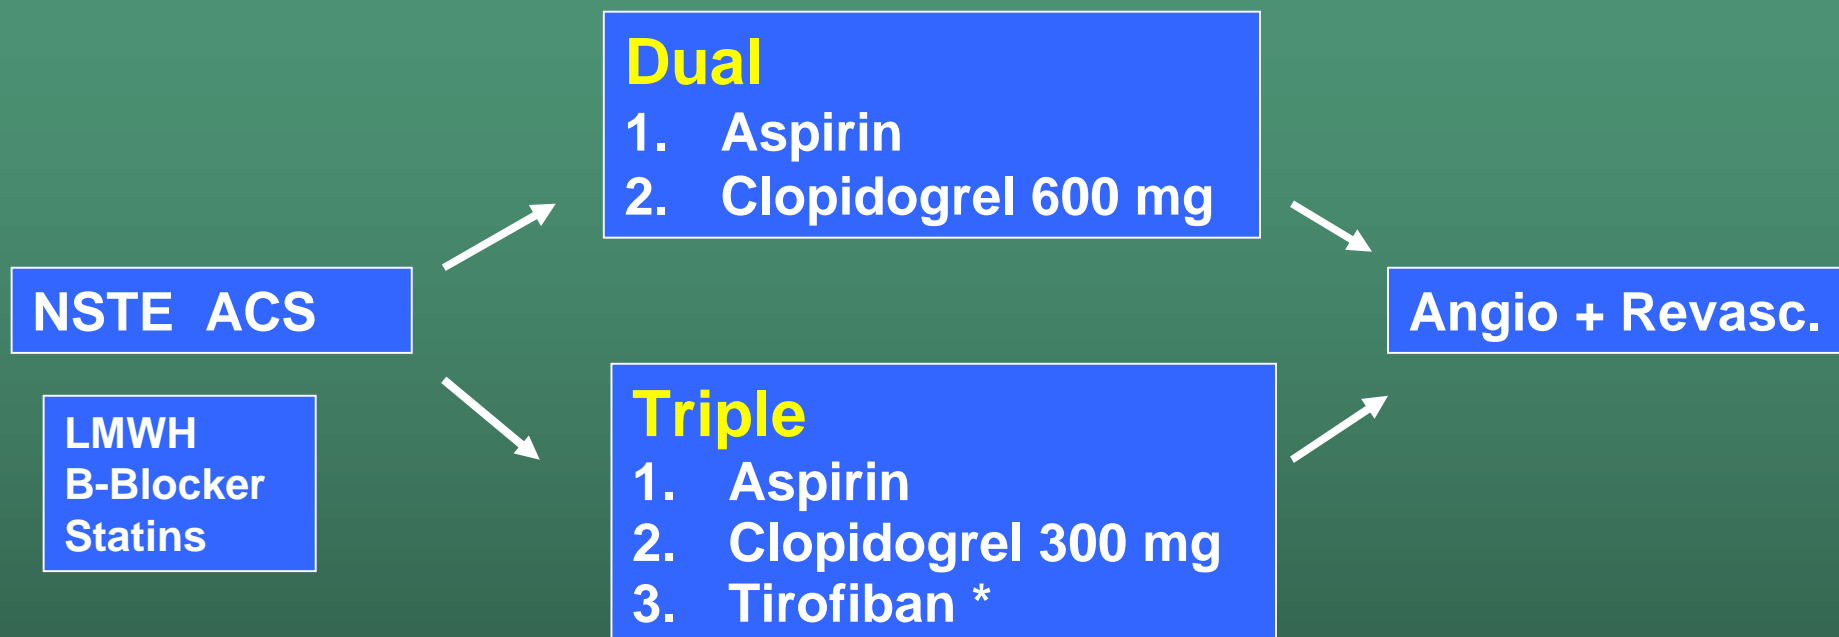 NSTE ACS
LMWH
B-Blocker
Statins
Dual
1. Aspirin
2. Clopidogrel 600 mg
Triple
1. Aspirin
2. Clopidogrel 300 mg
3. Tirofiban *
Angio + Revasc.